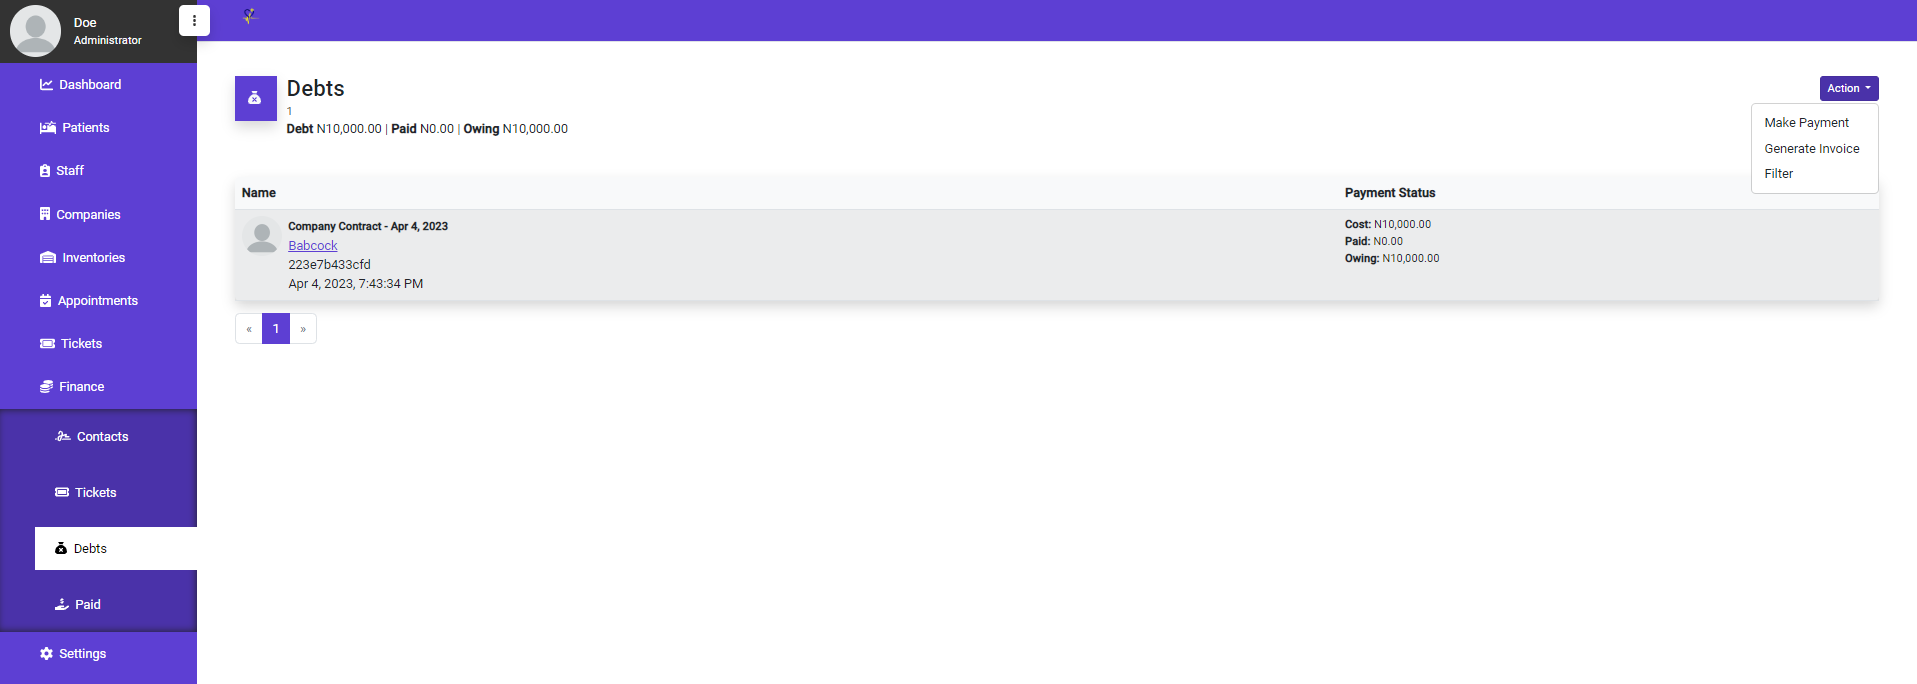 Doe
Administrator
Dashboard
Patients
Staff
Companies
Inventories
Appointments
Tickets
Finance
Contacts
Tickets
Debts
Paid
Settings
Debts
1
Debt N10,000.00 | Paid N0.00 | Owing N10,000.00
Action
Make Payment
Generate Invoice
Filter
Name Payment Status
Company Contract - Apr 4, 2023
Babcock
223e7b433cfd
Apr 4, 2023, 7:43:34 PM
Cost: N10,000.00
Paid: N0.00
Owing: N10,000.00
« 1 »